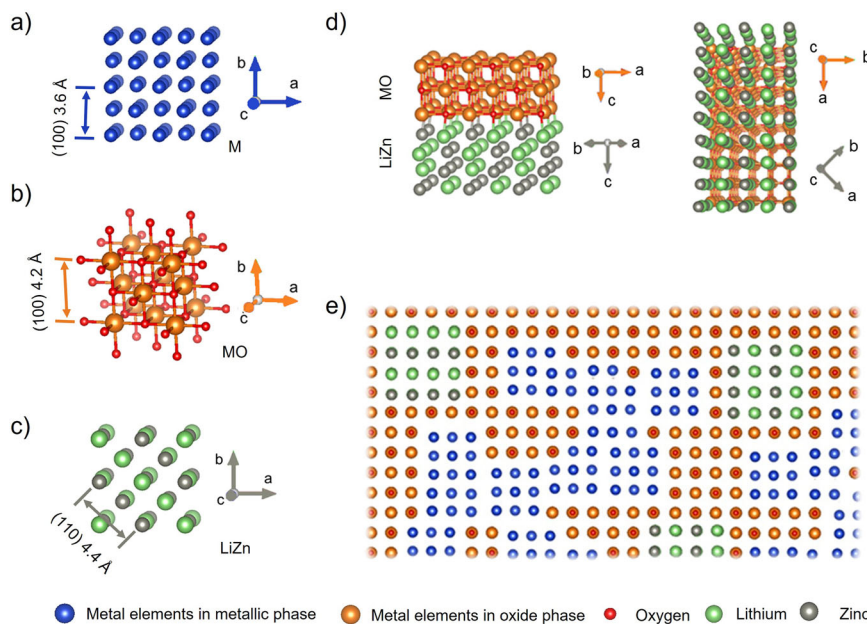 a)
b
a
c
(100) 3.6 Å
M
b)
b
a
c
(100) 4.2 Å
MO
c)
b
a
c
(110) 4.4 Å
LiZn
d)
MO
LiZn
b
a
c
b
a
c
c
b
a
c
b
a
e)
Metal elements in metallic phase
Metal elements in oxide phase
Oxygen
Lithium
Zinc